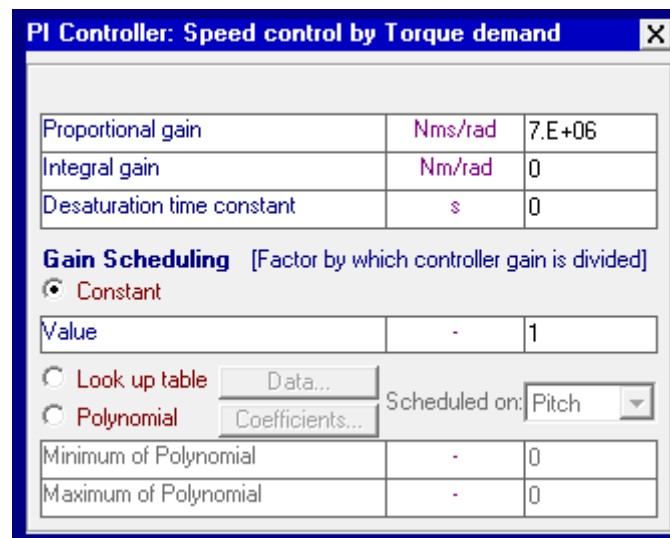 PI Controller: Speed control by Torque demand
Proportional gain Nms/rad 7.E+06
Integral gain Nm/rad 0
Desaturation time constant s 0
Gain Scheduling [Factor by which controller gain is divided]
Constant
Value - 1
Look up table Data... Scheduled on: Pitch
Polynomial Coefficients...
Minimum of Polynomial - 0
Maximum of Polynomial - 0